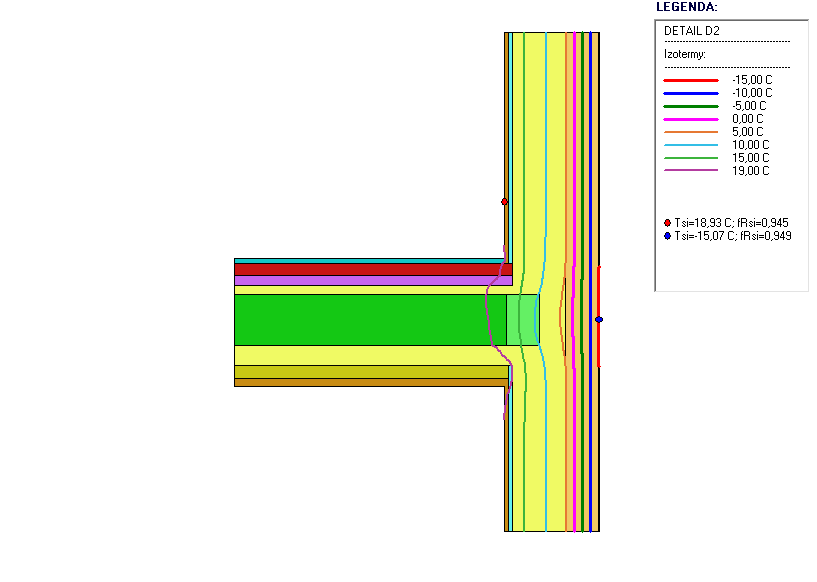 LEGENDA:
DETAIL D2
Izotermy:
-15,00 C
-10,00 C
-5,00 C
0,00 C
5,00 C
10,00 C
15,00 C
19,00 C
Tsi=18,93 C; fRsi=0,945
Tsi=-15,07 C; fRsi=0,949